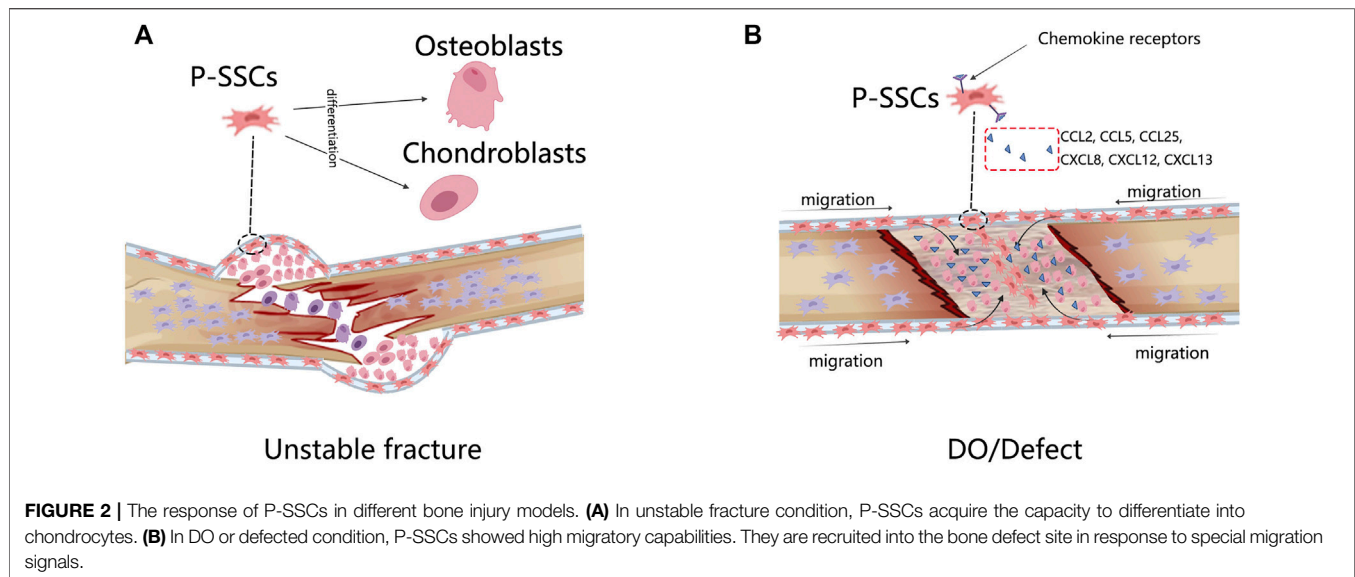 A
Osteoblasts
P-SSCs
differentiation
Chondroblasts
Unstable fracture
B
Chemokine receptors
P-SSCs
CCL2, CCL5, CCL25,
CXCL8, CXCL12, CXCL13
migration
migration
migration
migration
DO/Defect
FIGURE 2 | The response of P-SSCs in different bone injury models. (A) In unstable fracture condition, P-SSCs acquire the capacity to differentiate into
chondrocytes. (B) In DO or defected condition, P-SSCs showed high migratory capabilities. They are recruited into the bone defect site in response to special migration
signals.